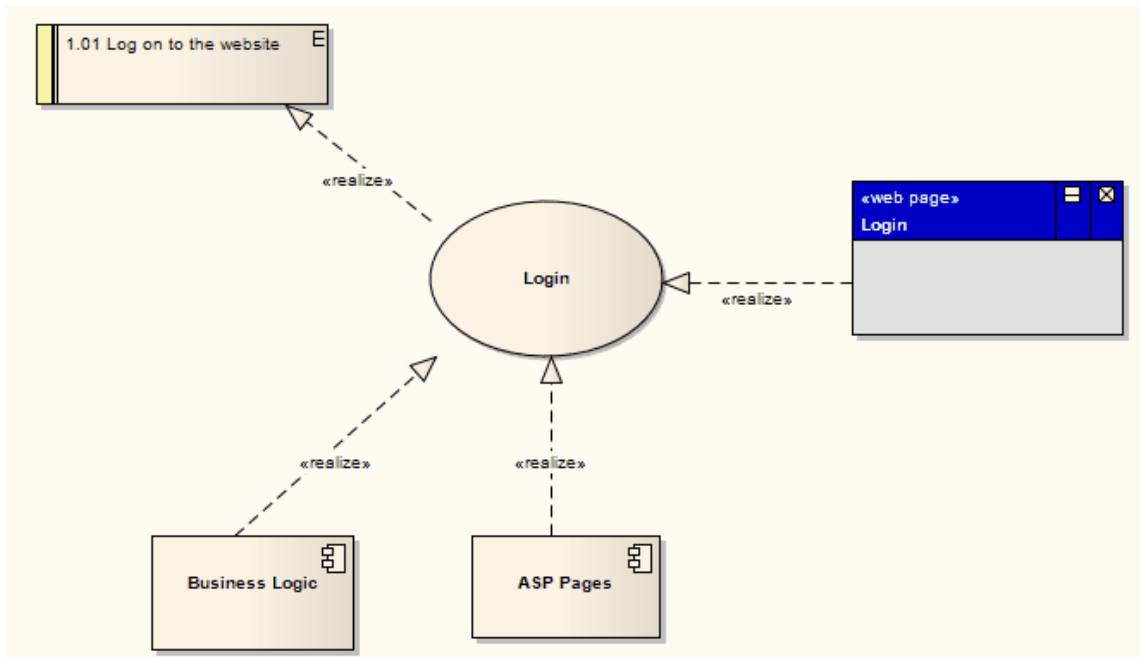 1.01 Log on to the website
E
«realize»
«web page»
Login
Login
«realize»
«realize»
«realize»
Business Logic
ASP Pages